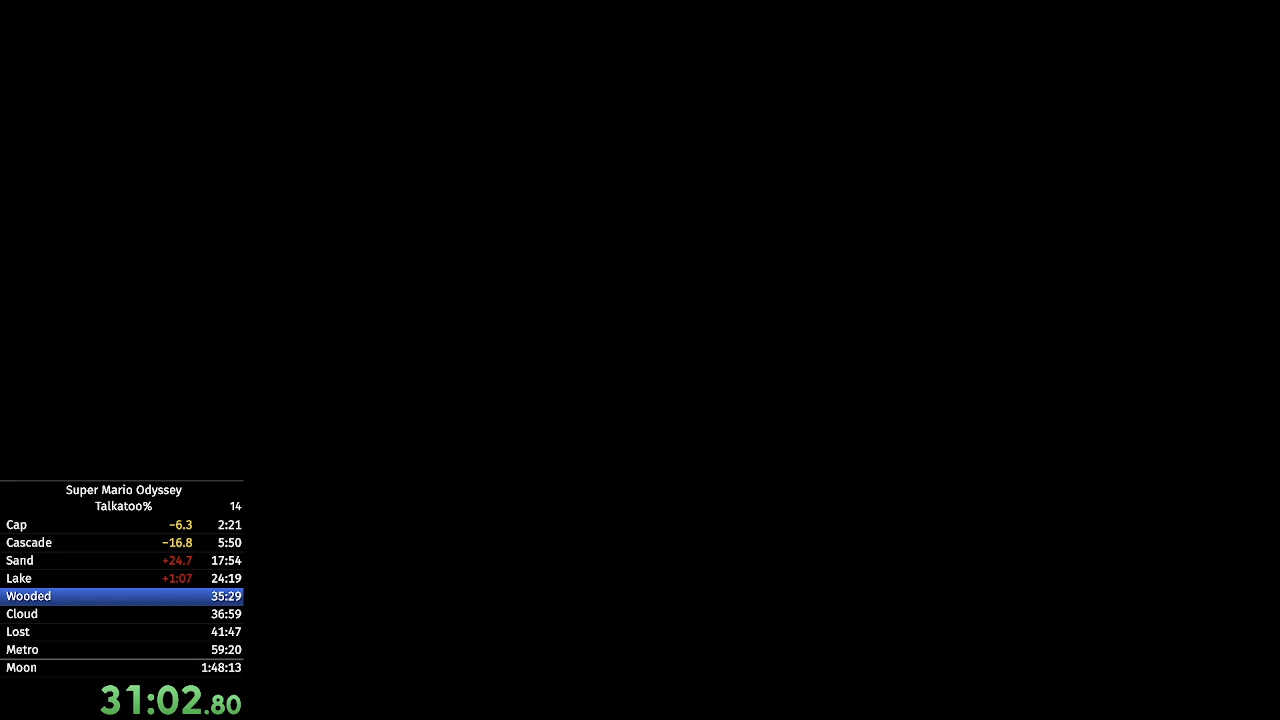 Super Mario Odyssey
Talkatoo% 14
Cap −6.3 2:21
Cascade −16.8 5:50
Sand +24.7 17:54
Lake +1:07 24:19
Wooded 35:29
Cloud 36:59
Lost 41:47
Metro 59:20
Moon 1:48:13
31:02.80